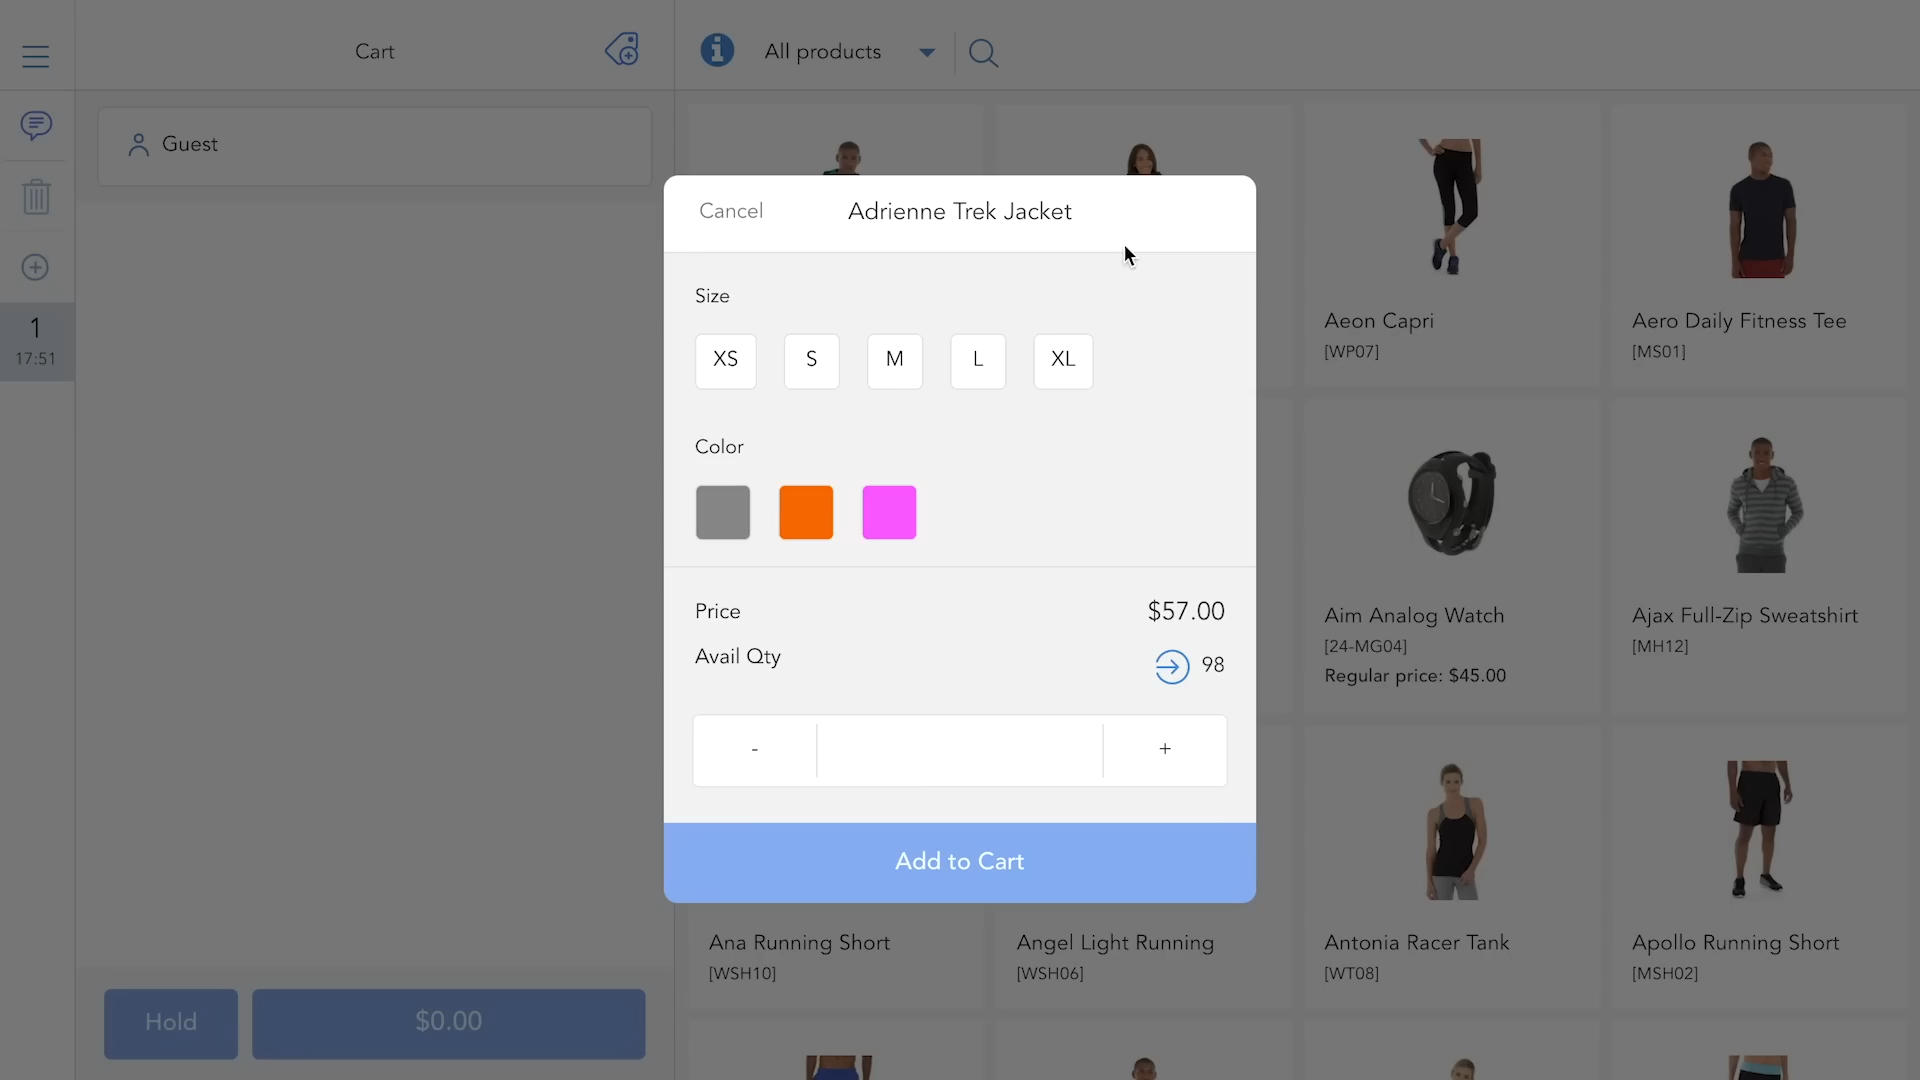 Cart
All products
Guest
1
17:51
Cancel
Adrienne Trek Jacket
Size
XS
S
M
L
XL
Color
Price
$57.00
Avail Qty
98
-
+
Add to Cart
Aeon Capri
[WP07]
Aero Daily Fitness Tee
[MS01]
Aim Analog Watch
[24-MG04]
Regular price: $45.00
Ajax Full-Zip Sweatshirt
[MH12]
Ana Running Short
[WSH10]
Angel Light Running
[WSH06]
Antonia Racer Tank
[WT08]
Apollo Running Short
[MSH02]
Hold
$0.00